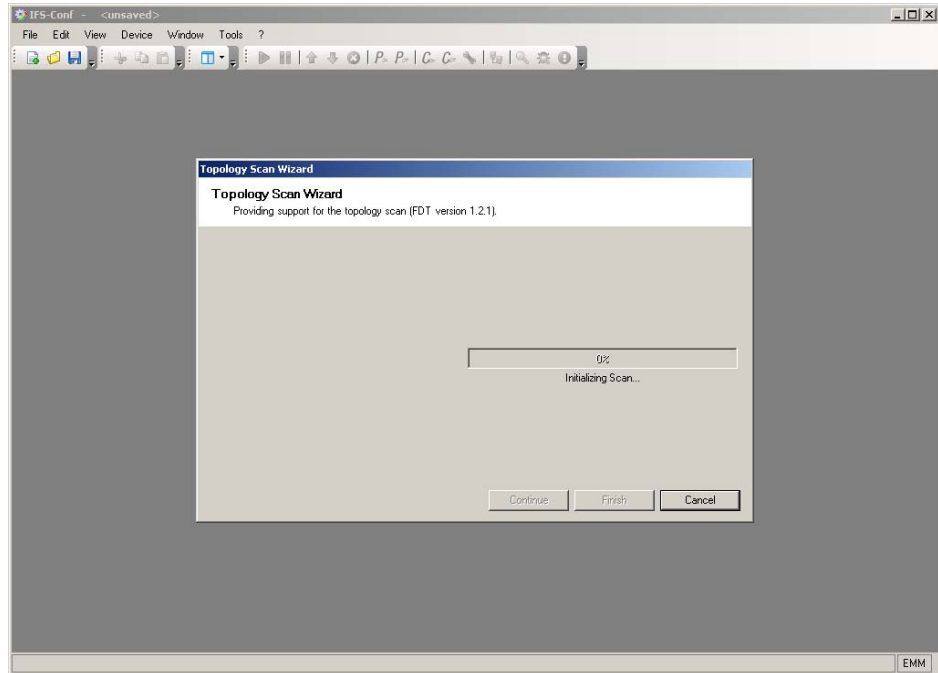 IFS-Conf - <unsaved>
File Edit View Device Window Tools ?
Topology Scan Wizard
Topology Scan Wizard
Providing support for the topology scan (FDT version 1.2.1).
0%
Initializing Scan...
Continue Finish Cancel
EMM